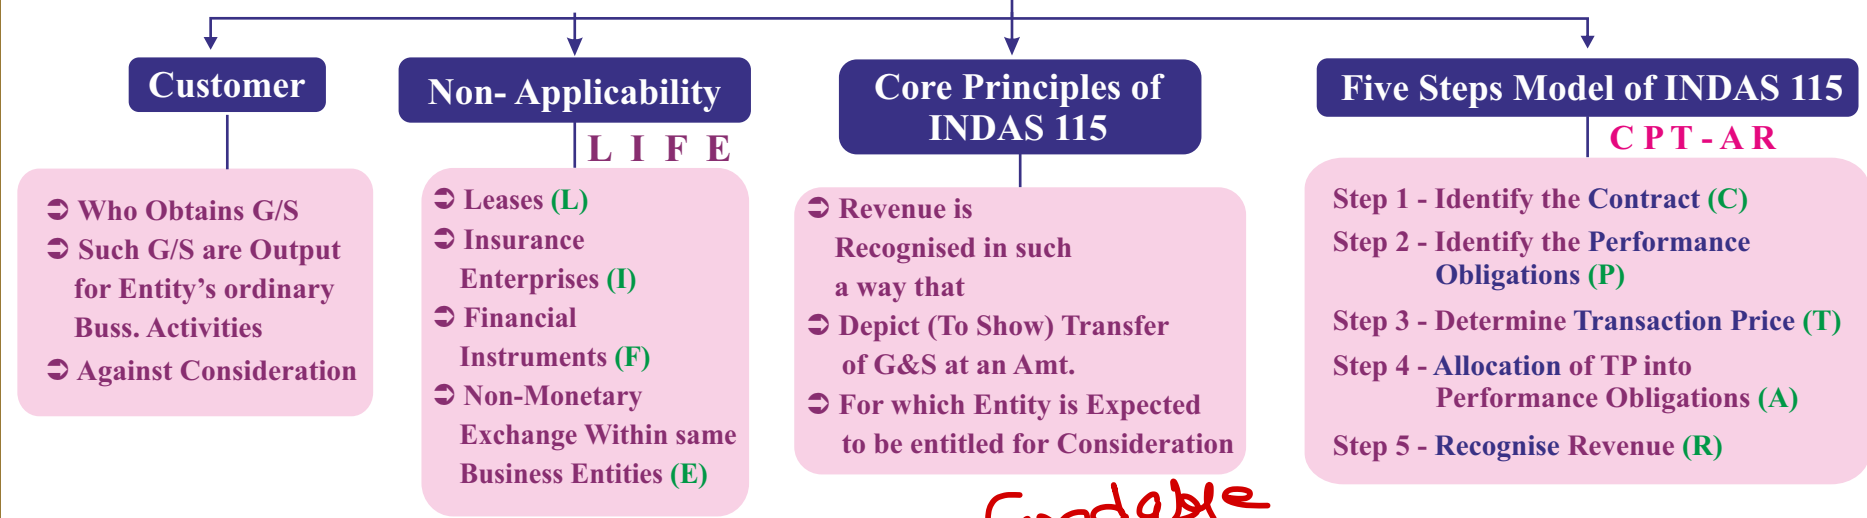 Customer
➲ Who Obtains G/S
➲ Such G/S are Output
for Entity’s ordinary
Buss. Activities
➲ Against Consideration
Non- Applicability
L I F E
➲ Leases (L)
➲ Insurance
Enterprises (I)
➲ Financial
Instruments (F)
➲ Non-Monetary
Exchange Within same
Business Entities (E)
Core Principles of
INDAS 115
➲ Revenue is
Recognised in such
a way that
➲ Depict (To Show) Transfer
of G&S at an Amt.
➲ For which Entity is Expected
to be entitled for Consideration
Five Steps Model of INDAS 115
C P T - A R
Step 1 - Identify the Contract (C)
Step 2 - Identify the Performance
Obligations (P)
Step 3 - Determine Transaction Price (T)
Step 4 - Allocation of TP into
Performance Obligations (A)
Step 5 - Recognise Revenue (R)